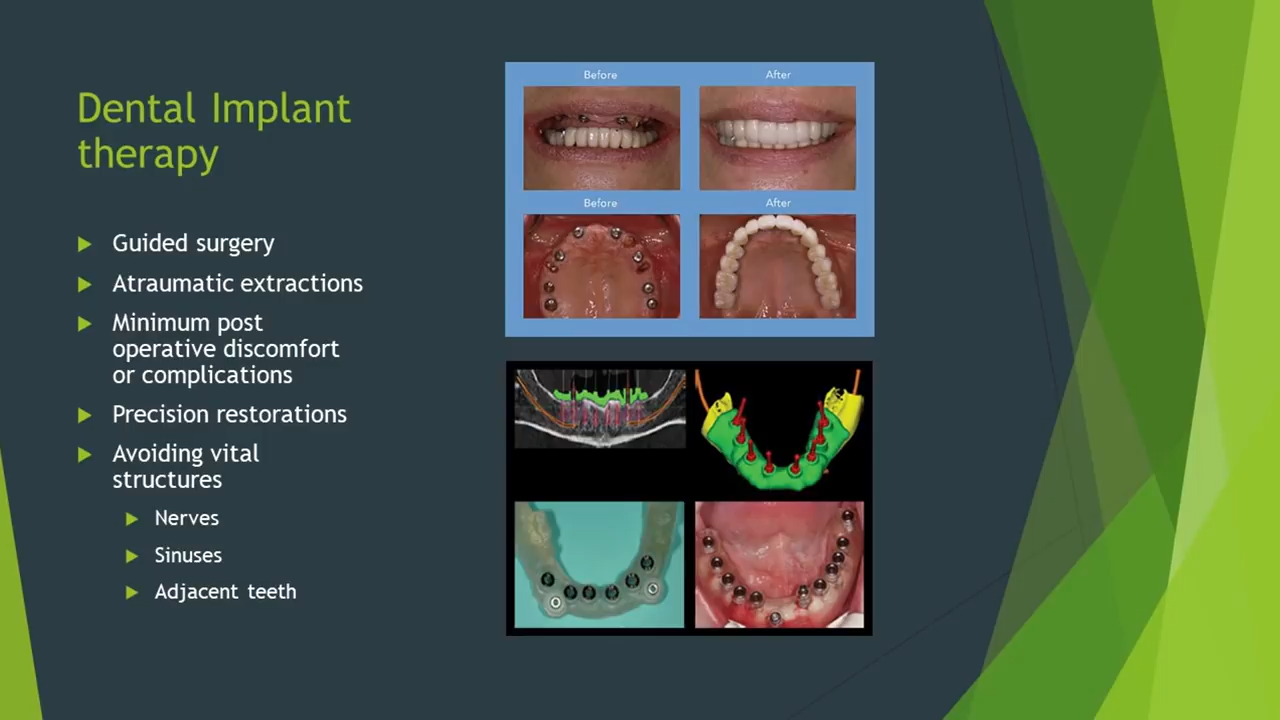 Dental Implant
therapy
Guided surgery
Atraumatic extractions
Minimum post
operative discomfort
or complications
Precision restorations
Avoiding vital
structures
Nerves
Sinuses
Adjacent teeth
Before
After
Before
After